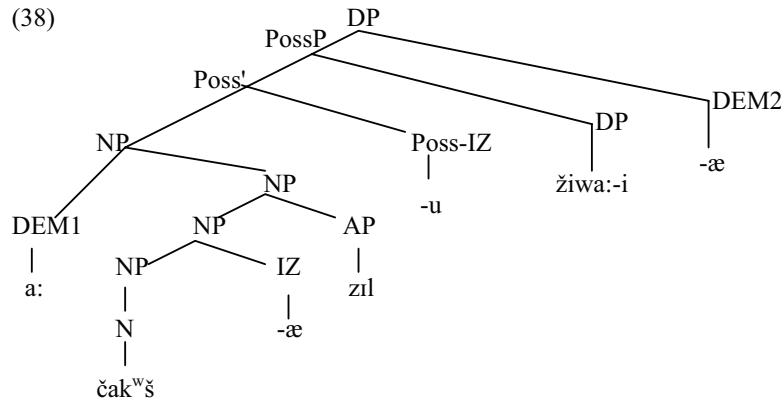 (38) DP
PossP
Poss' DEM2
NP Poss-IZ DP -æ
NP -u žiwa:-i
DEM1 NP AP
a: NP IZ zɪl
N -æ
čakʷš